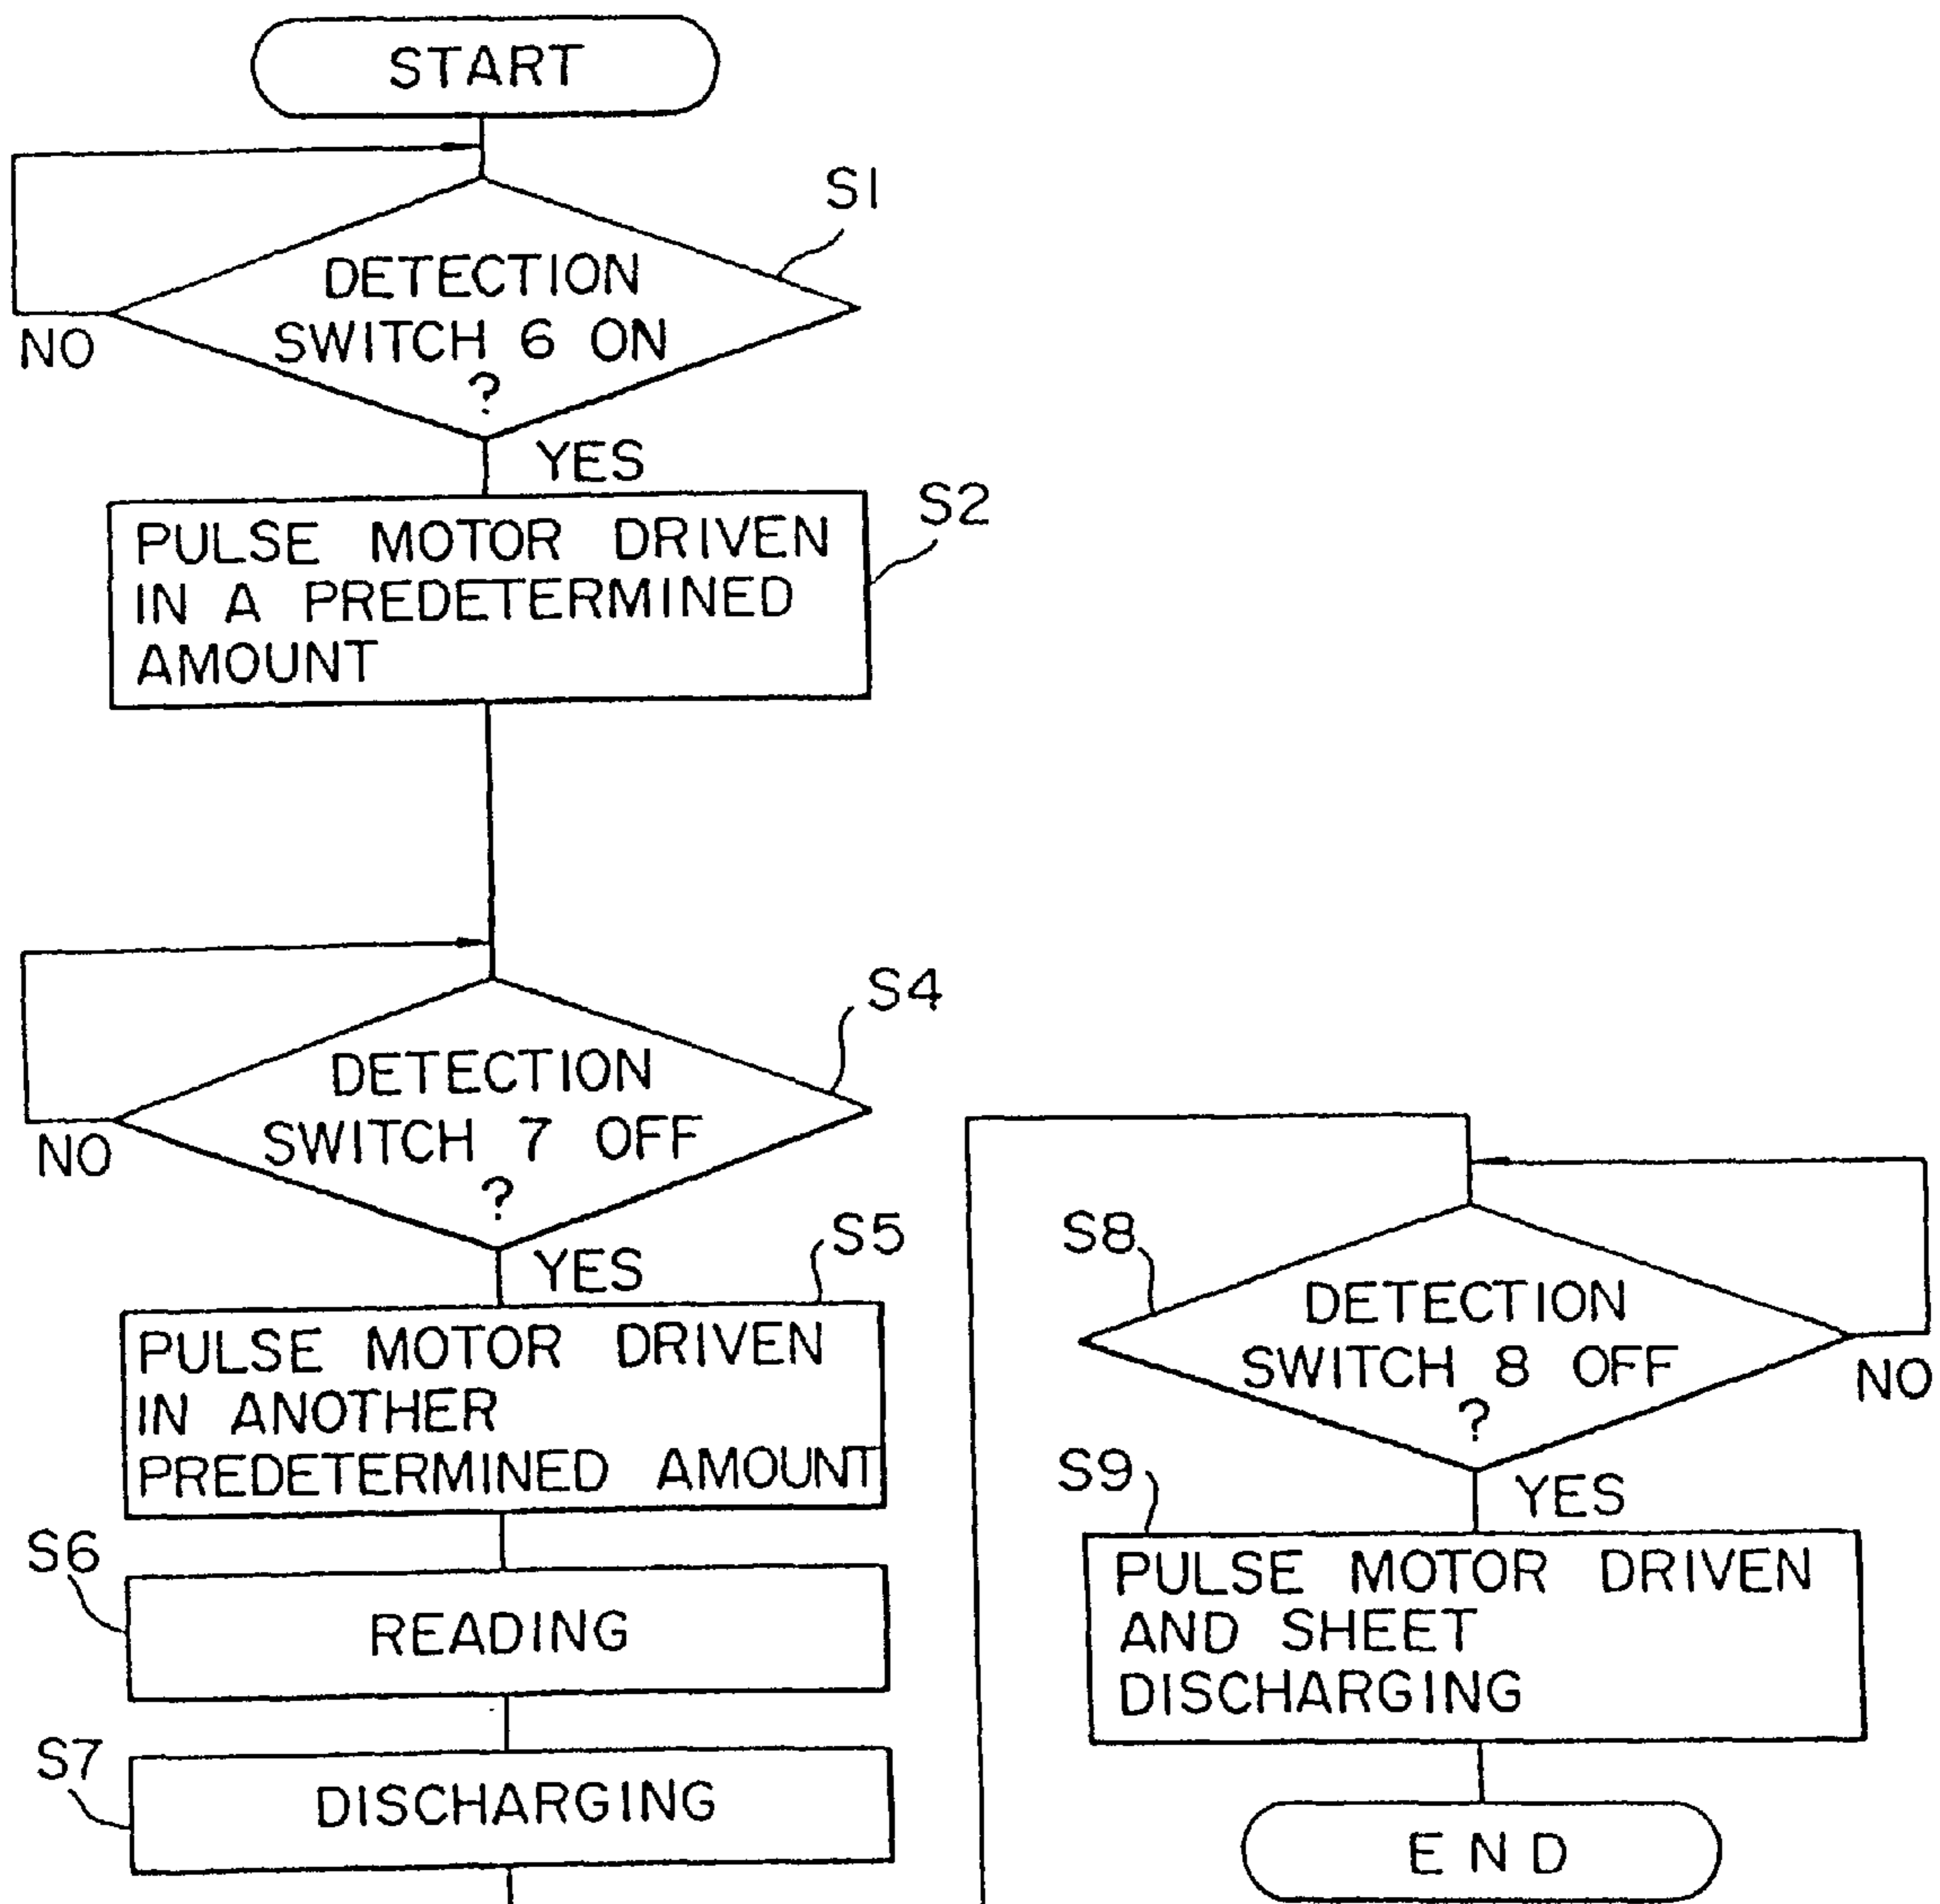 START
S1
DETECTION
SWITCH 6 ON
?
NO
YES
S2
PULSE MOTOR DRIVEN
IN A PREDETERMINED
AMOUNT
S4
DETECTION
SWITCH 7 OFF
?
NO
YES
S5
PULSE MOTOR DRIVEN
IN ANOTHER
PREDETERMINED AMOUNT
S6
READING
S7
DISCHARGING
S8
DETECTION
SWITCH 8 OFF
?
NO
YES
S9
PULSE MOTOR DRIVEN
AND SHEET
DISCHARGING
END